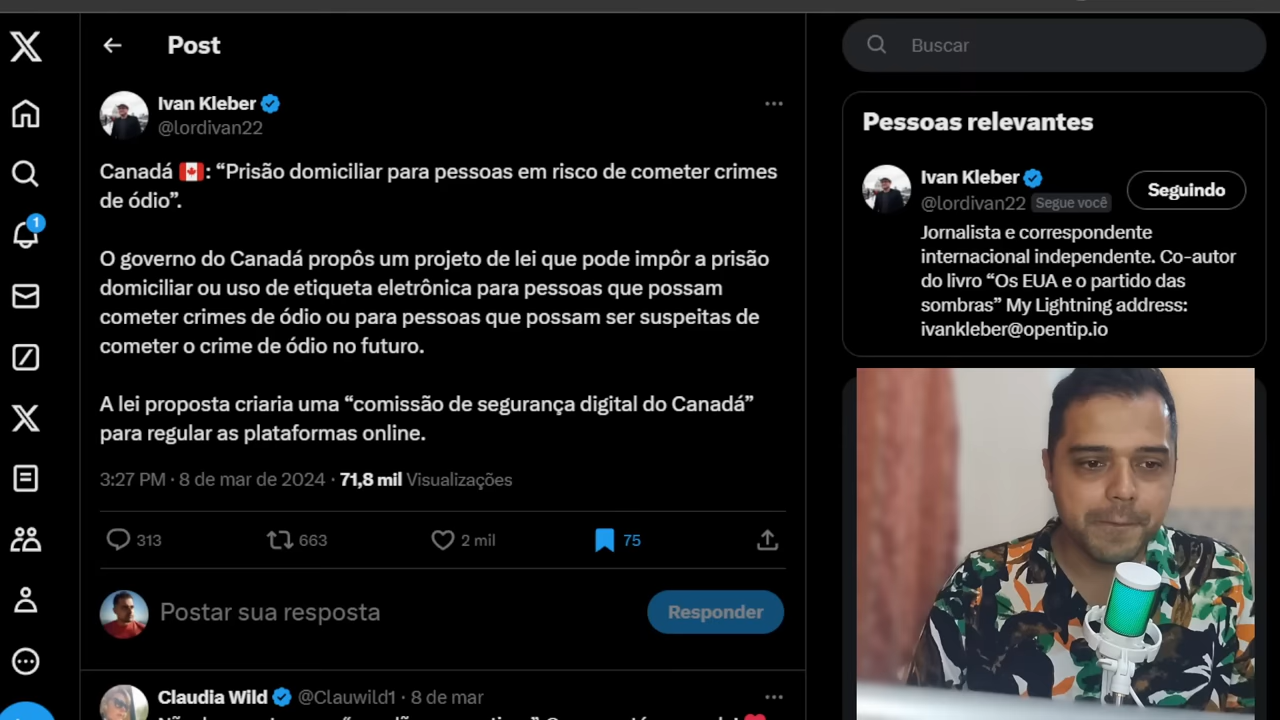 Post
Buscar
Ivan Kleber
@lordivan22
Canadá 🇨🇦: “Prisão domiciliar para pessoas em risco de cometer crimes
de ódio”.
O governo do Canadá propôs um projeto de lei que pode impôr a prisão
domiciliar ou uso de etiqueta eletrônica para pessoas que possam
cometer crimes de ódio ou para pessoas que possam ser suspeitas de
cometer o crime de ódio no futuro.
A lei proposta criaria uma “comissão de segurança digital do Canadá”
para regular as plataformas online.
3:27 PM · 8 de mar de 2024 · 71,8 mil Visualizações
313 663 2 mil 75
Postar sua resposta
Responder
Claudia Wild @Clauwild1 · 8 de mar
Pessoas relevantes
Ivan Kleber
@lordivan22 Segue você
Seguindo
Jornalista e correspondente
internacional independente. Co-autor
do livro “Os EUA e o partido das
sombras” My Lightning address:
ivankleber@opentip.io
1